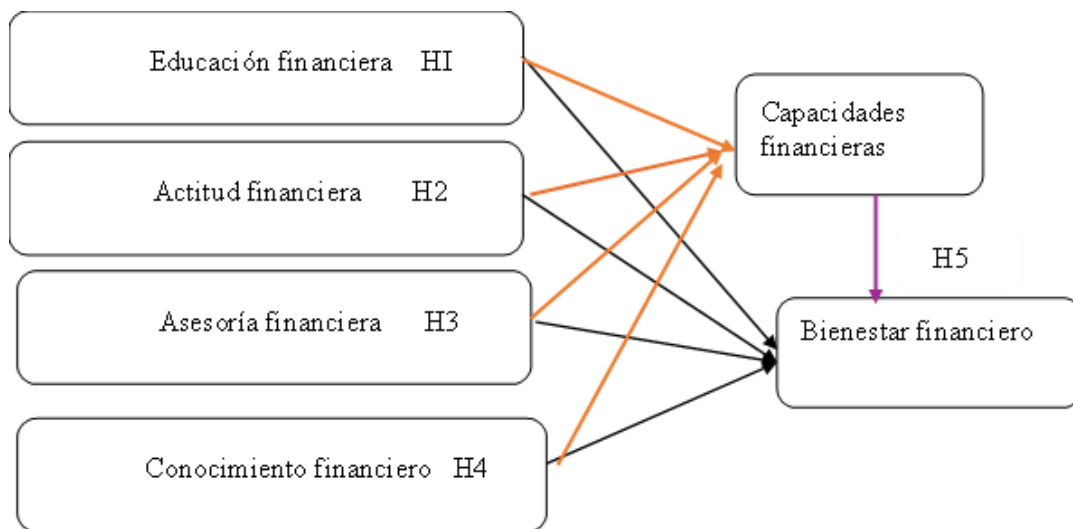 Educación financiera HI
Capacidades
financieras
Actitud financiera H2
H5
Asesoría financiera H3
Bienestar financiero
Conocimiento financiero H4